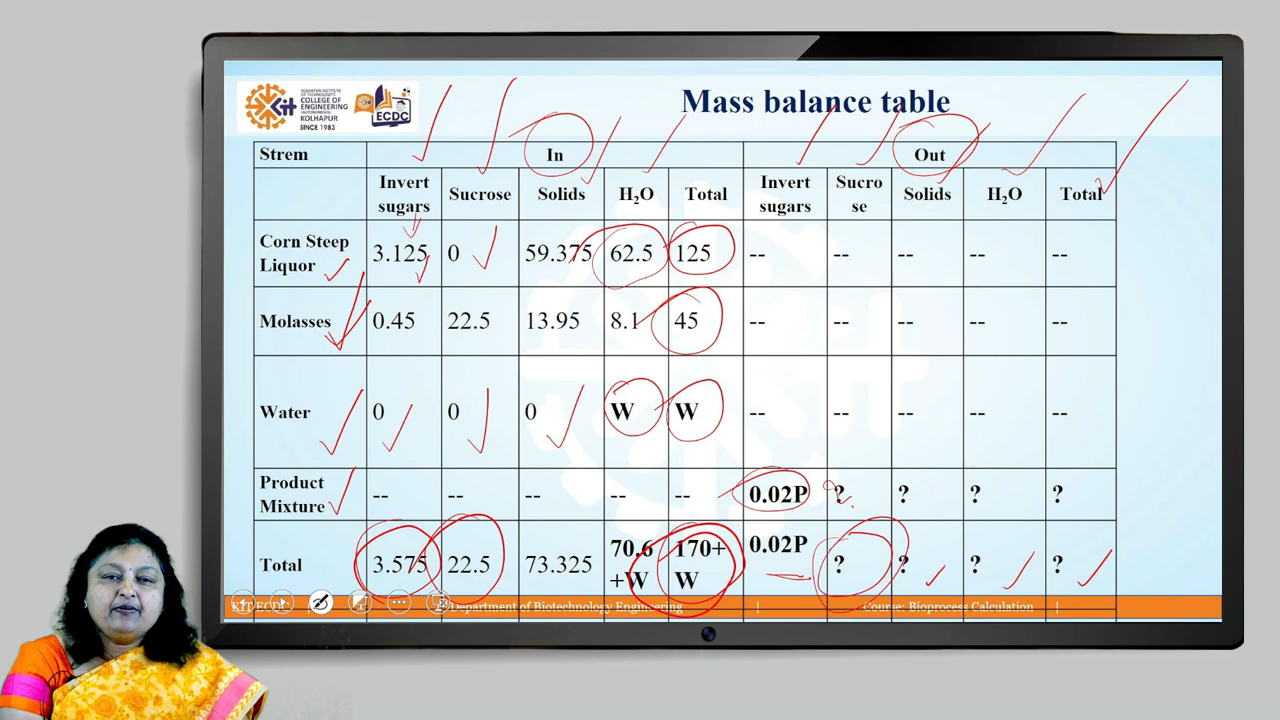 KOLHAPUR INSTITUTE
OF TECHNOLOGY'S
COLLEGE OF
ENGINEERING
(AUTONOMOUS)
KOLHAPUR
SINCE 1983
KIT
ECDC
Mass balance table
Strem In Out
Invert sugars Sucrose Solids H₂O Total Invert sugars Sucro se Solids H₂O Total
Corn Steep Liquor 3.125 0 59.375 62.5 125 -- -- -- -- --
Molasses 0.45 22.5 13.95 8.1 45 -- -- -- -- --
Water 0 0 0 W W -- -- -- -- --
Product Mixture -- -- -- -- -- 0.02P ? ? ? ?
Total 3.575 22.5 73.325 70.6 +W 170+ W 0.02P ? ? ? ?
KIT ECDC | Department of Biotechnology Engineering | Course: Bioprocess Calculation |